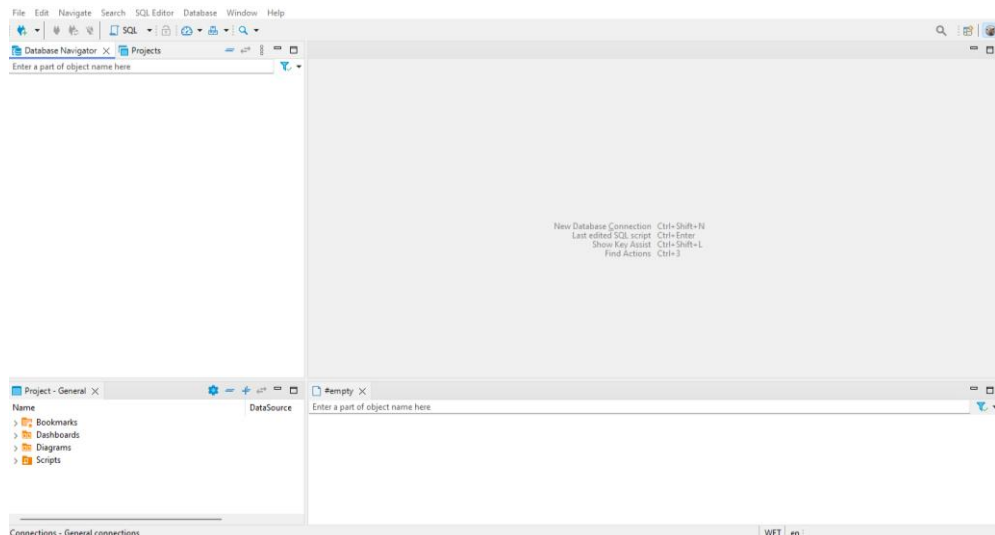 File Edit Navigate Search SQL Editor Database Window Help
SQL
Database Navigator Projects
Enter a part of object name here
New Database Connection Ctrl+Shift+N
Last edited SQL script Ctrl+Enter
Show Key Assist Ctrl+Shift+L
Find Actions Ctrl+3
Project - General
#empty
Name DataSource
Enter a part of object name here
Bookmarks
Dashboards
Diagrams
Scripts
Connections - General connections
WET en